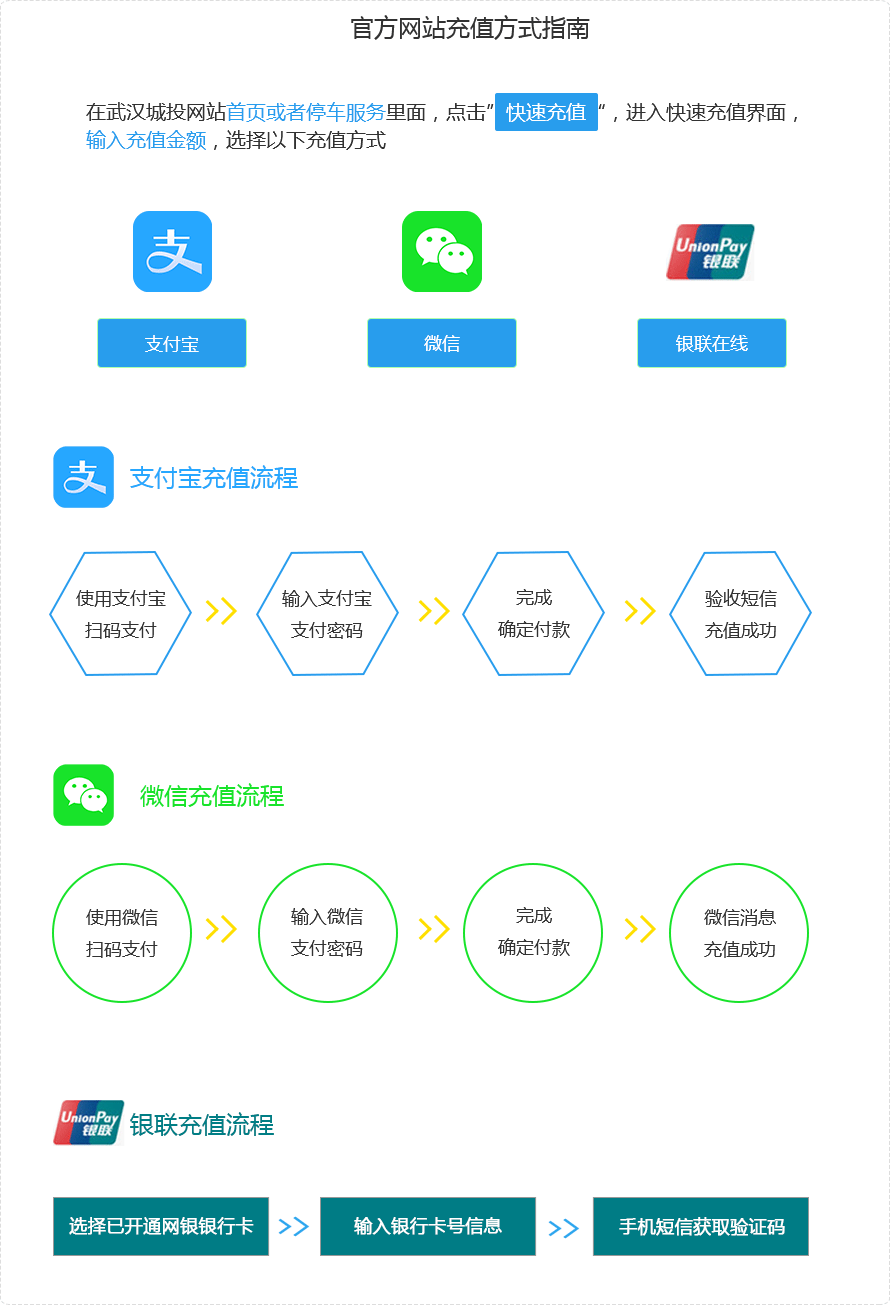 官方网站充值方式指南
在武汉城投网站首页或者停车服务里面，点击”快速充值“，进入快速充值界面，
输入充值金额，选择以下充值方式
支
UnionPay
银联
支付宝
微信
银联在线
支
支付宝充值流程
使用支付宝
扫码支付
输入支付宝
支付密码
完成
确定付款
验收短信
充值成功
微信充值流程
使用微信
扫码支付
输入微信
支付密码
完成
确定付款
微信消息
充值成功
UnionPay
银联
银联充值流程
选择已开通网银银行卡
输入银行卡号信息
手机短信获取验证码